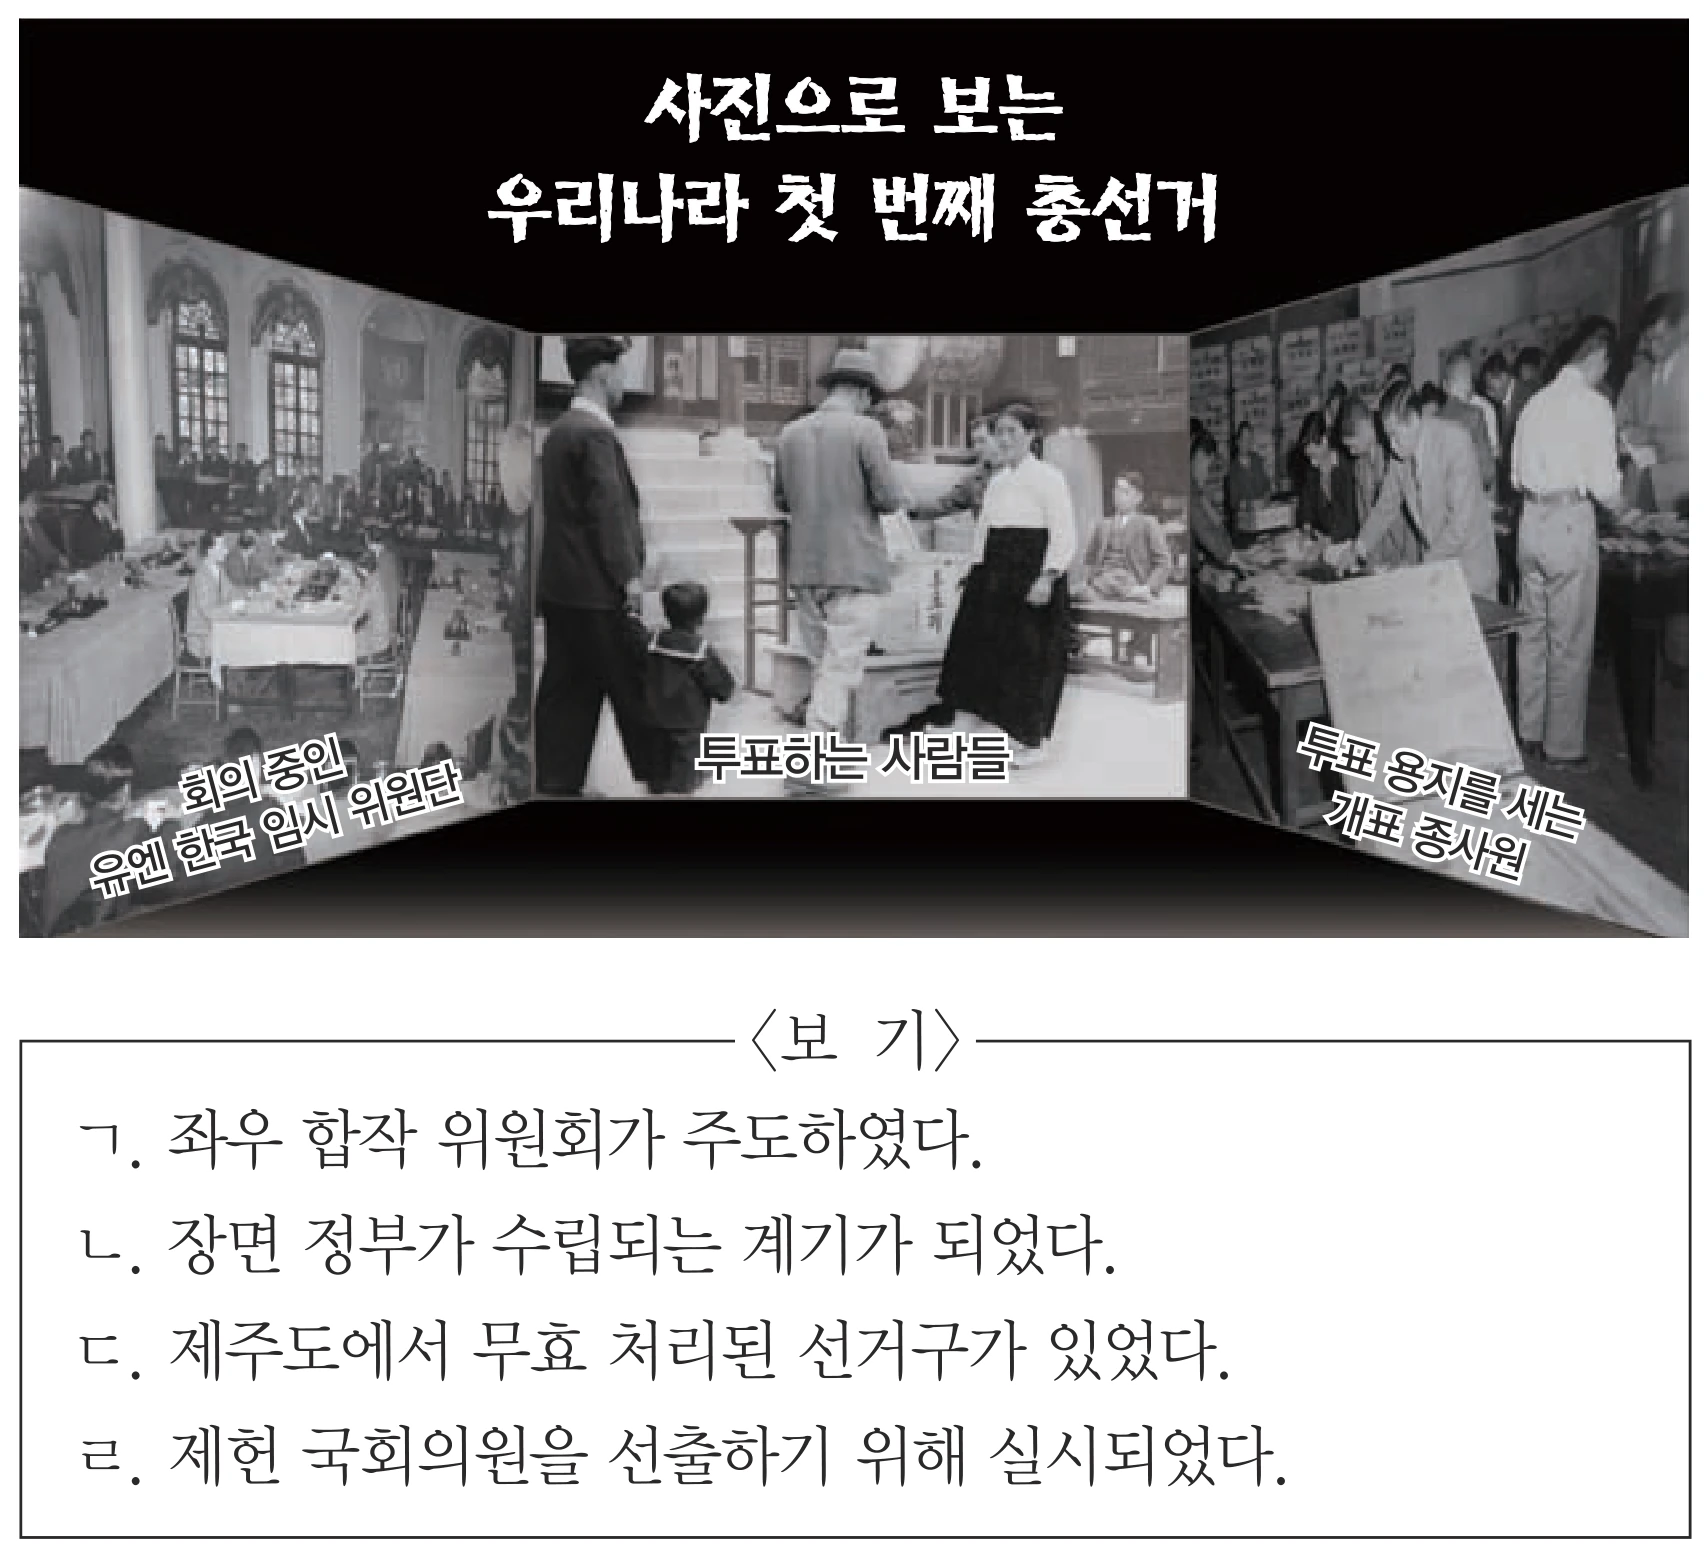 사진으로 보는
우리나라 첫 번째 총선거
회의 중인
유엔 한국 임시 위원단
투표하는 사람들
투표 용지를 세는
개표 종사원
〈보 기〉
ㄱ. 좌우 합작 위원회가 주도하였다.
ㄴ. 장면 정부가 수립되는 계기가 되었다.
ㄷ. 제주도에서 무효 처리된 선거구가 있었다.
ㄹ. 제헌 국회의원을 선출하기 위해 실시되었다.